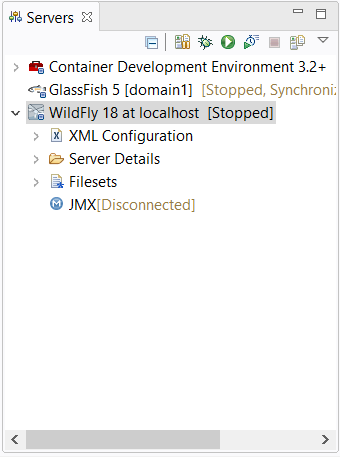 Servers
Container Development Environment 3.2+
GlassFish 5 [domain1] [Stopped, Synchroni
WildFly 18 at localhost [Stopped]
XML Configuration
Server Details
Filesets
JMX[Disconnected]